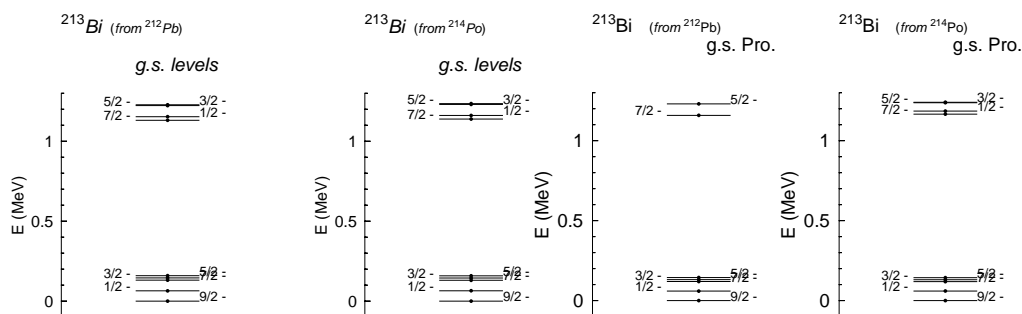 213Bi (from 212Pb)
g.s. levels
5/2 - 3/2 -
7/2 - 1/2 -
1
E (MeV)
0.5
3/2 - 5/2 -
7/2 -
1/2 -
9/2 -
0
213Bi (from 214Po)
g.s. levels
5/2 - 3/2 -
7/2 - 1/2 -
1
E (MeV)
0.5
3/2 - 5/2 -
7/2 -
1/2 -
9/2 -
0
213Bi (from 212Pb)
g.s. Pro.
5/2 -
7/2 -
1
E (MeV)
0.5
3/2 - 5/2 -
7/2 -
1/2 -
9/2 -
0
213Bi (from 214Po)
g.s. Pro.
5/2 - 3/2 -
7/2 - 1/2 -
1
E (MeV)
0.5
3/2 - 5/2 -
7/2 -
1/2 -
9/2 -
0